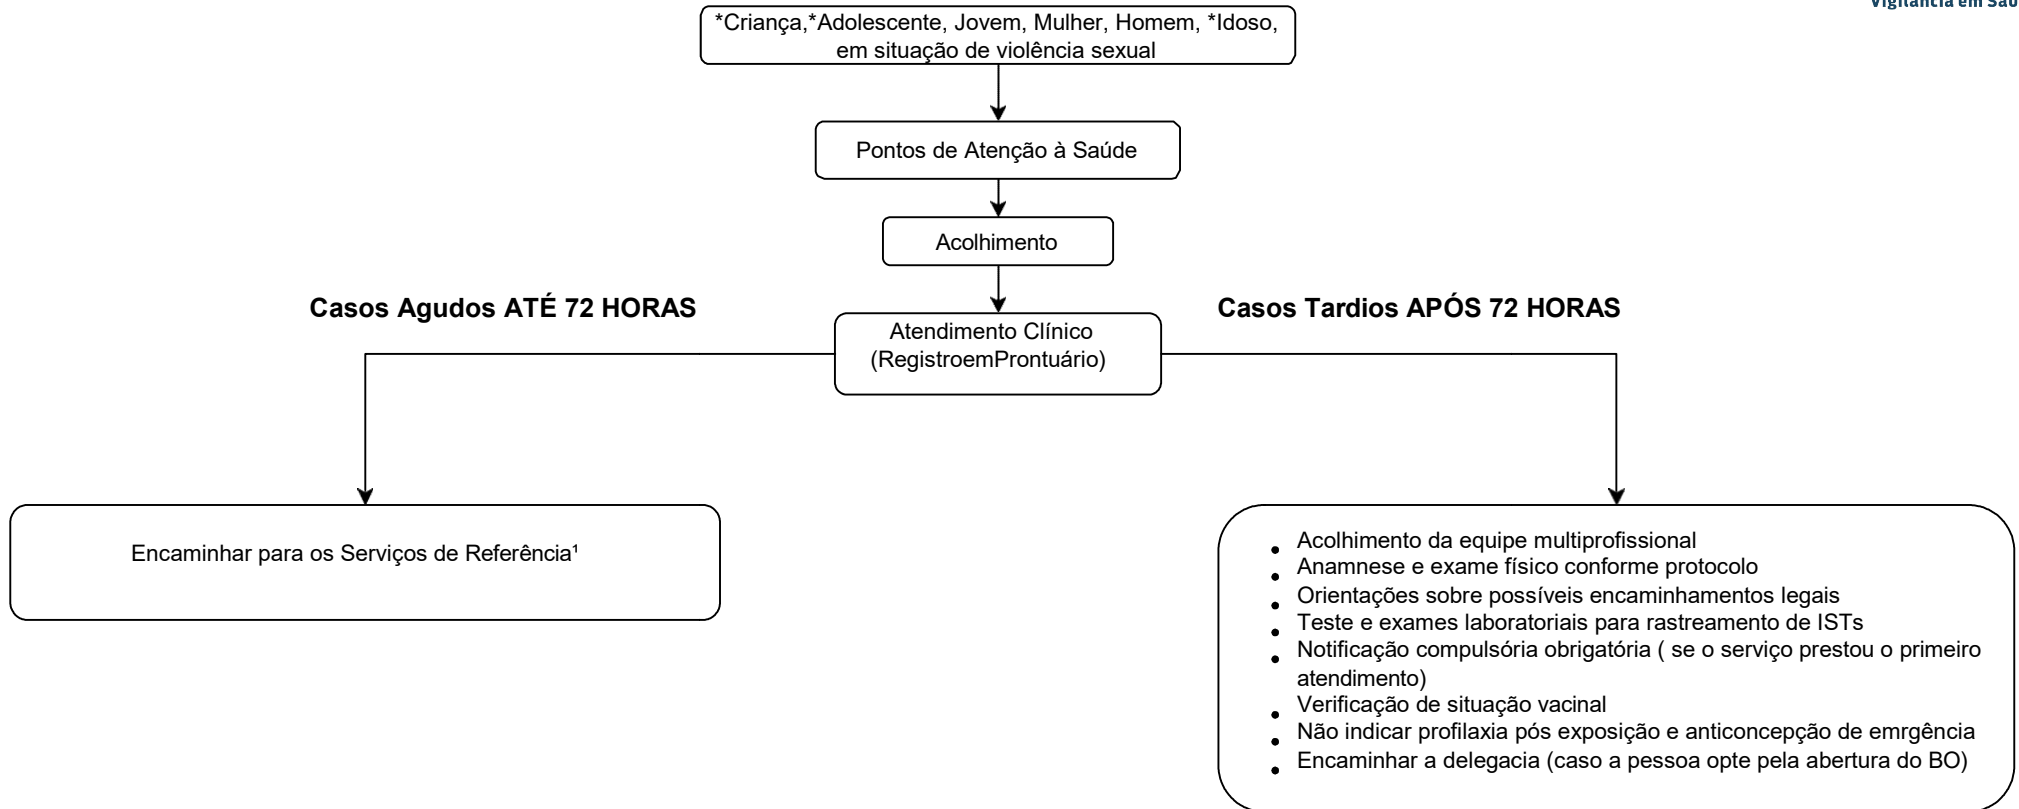 Vigilância em Saú
*Criança,*Adolescente, Jovem, Mulher, Homem, *Idoso,
em situação de violência sexual
Pontos de Atenção à Saúde
Acolhimento
Casos Agudos ATÉ 72 HORAS
Casos Tardios APÓS 72 HORAS
Atendimento Clínico
(RegistroemProntuário)
Encaminhar para os Serviços de Referência¹
• Acolhimento da equipe multiprofissional
• Anamnese e exame físico conforme protocolo
• Orientações sobre possíveis encaminhamentos legais
• Teste e exames laboratoriais para rastreamento de ISTs
• Notificação compulsória obrigatória ( se o serviço prestou o primeiro
atendimento)
• Verificação de situação vacinal
• Não indicar profilaxia pós exposição e anticoncepção de emrgência
• Encaminhar a delegacia (caso a pessoa opte pela abertura do BO)